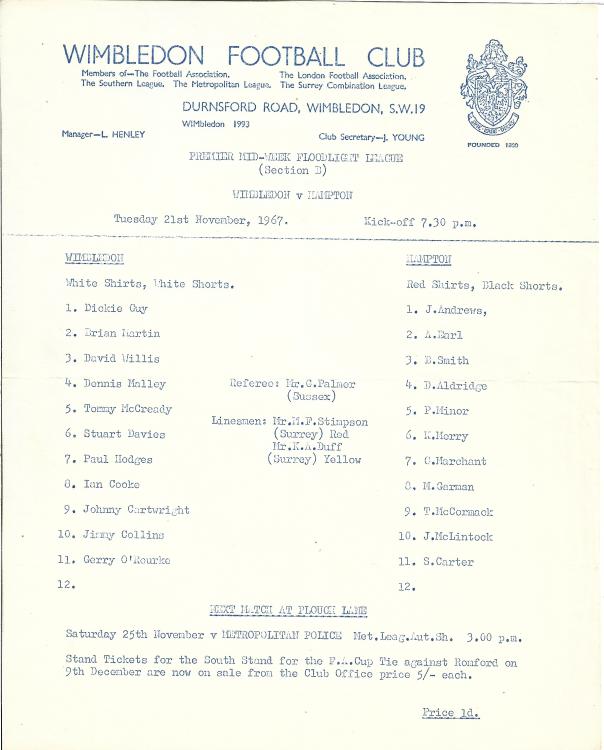 WIMBLEDON FOOTBALL CLUB
Members of—The Football Association. The London Football Association.
The Southern League. The Metropolitan League. The Surrey Combination League.
DURNSFORD ROAD, WIMBLEDON, S.W.19
WIMbledon 1993
Manager—L. HENLEY Club Secretary—J. YOUNG
FOUNDED 1889
PREMIER MID-WEEK FLOODLIGHT LEAGUE
(Section B)
WIMBLEDON v HAMPTON
Tuesday 21st November, 1967. Kick-off 7.30 p.m.
WIMBLEDON HAMPTON
White Shirts, White Shorts. Red Shirts, Black Shorts.
1. Dickie Guy 1. J.Andrews,
2. Brian Martin 2. A.Earl
3. David Willis 3. B.Smith
4. Dennis Malley Referee: Mr.C.Palmer 4. D.Aldridge
(Sussex)
5. Tommy McCready 5. P.Minor
Linesmen: Mr.M.F.Stimpson
6. Stuart Davies (Surrey) Red 6. K.Merry
Mr.K.A.Duff
7. Paul Hodges (Surrey) Yellow 7. C.Marchant
8. Ian Cooke 8. M.Garman
9. Johnny Cartwright 9. T.McCormack
10. Jimmy Collins 10. J.McLintock
11. Gerry O'Rourke 11. S.Carter
12. 12.
NEXT MATCH AT PLOUGH LANE
Saturday 25th November v METROPOLITAN POLICE Met.Leag.Aut.Sh. 3.00 p.m.
Stand Tickets for the South Stand for the F.A.Cup Tie against Romford on
9th December are now on sale from the Club Office price 5/- each.
Price 1d.